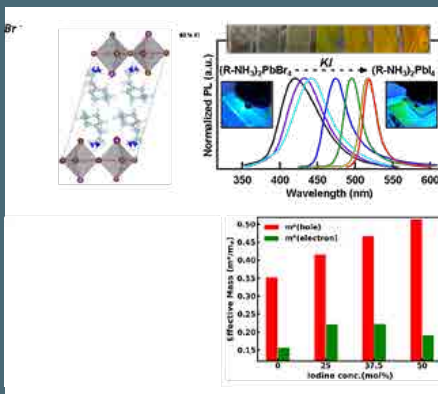 Br⁻
(R-NH₃)₂PbBr₄
KI
(R-NH₃)₂PbI₄
Normalized PL (a.u.)
350 400 450 500 550 600
Wavelength (nm)
m*(hole)
m*(electron)
Effective Mass (m*/mₑ)
0.50
0.45
0.40
0.35
0.30
0.25
0.20
0.15
0 25 37.5 50
Iodine conc.(mol%)